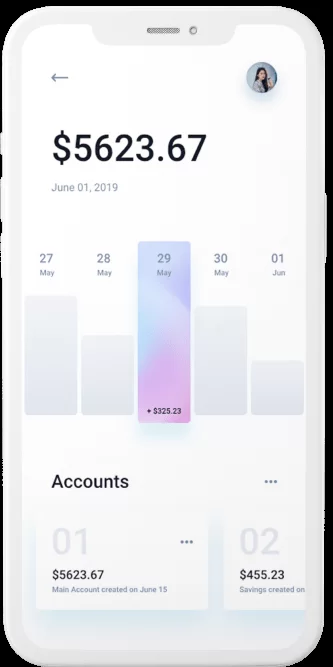 $5623.67
June 01, 2019
27 28 29 30 01
May May May May Jun
+ $325.23
Accounts
01 02
$5623.67 $455.23
Main Account created on June 15 Savings created on